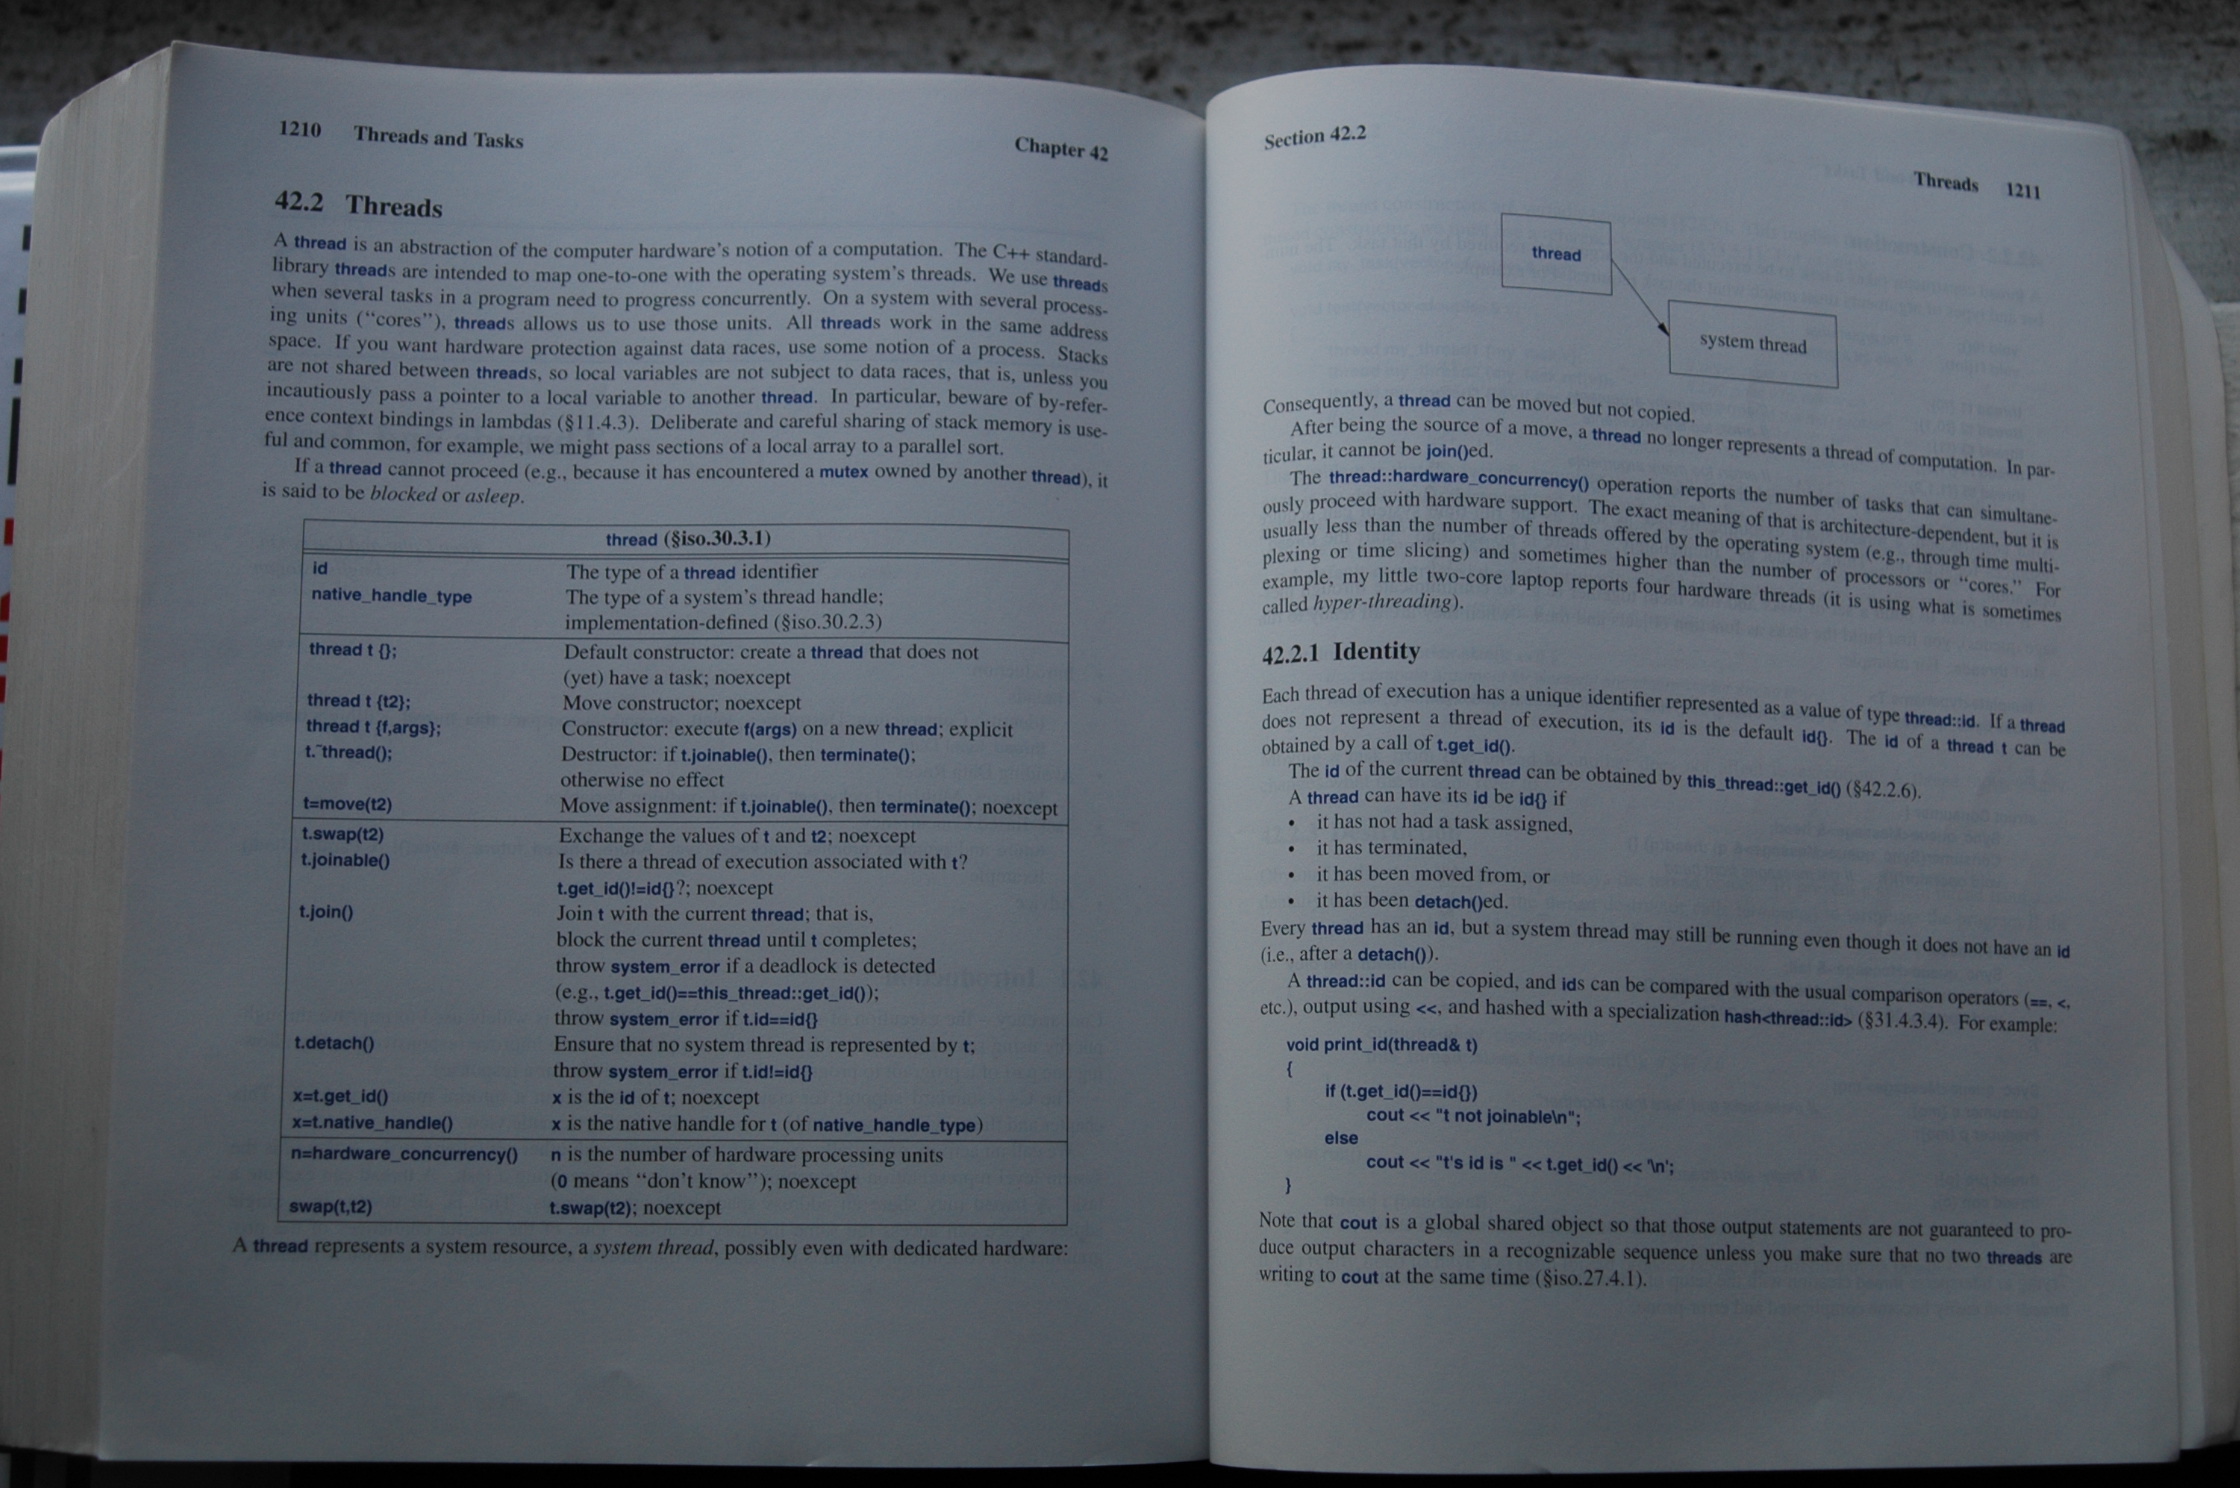 1210 Threads and Tasks Chapter 42
42.2 Threads
A thread is an abstraction of the computer hardware's notion of a computation. The C++ standard-
library threads are intended to map one-to-one with the operating system's threads. We use threads
when several tasks in a program need to progress concurrently. On a system with several process-
ing units (“cores”), threads allows us to use those units. All threads work in the same address
space. If you want hardware protection against data races, use some notion of a process. Stacks
are not shared between threads, so local variables are not subject to data races, that is, unless you
incautiously pass a pointer to a local variable to another thread. In particular, beware of by-refer-
ence context bindings in lambdas (§11.4.3). Deliberate and careful sharing of stack memory is use-
ful and common, for example, we might pass sections of a local array to a parallel sort.
If a thread cannot proceed (e.g., because it has encountered a mutex owned by another thread), it
is said to be blocked or asleep.
thread (§iso.30.3.1)
id The type of a thread identifier
native_handle_type The type of a system's thread handle;
implementation-defined (§iso.30.2.3)
thread t {}; Default constructor: create a thread that does not
(yet) have a task; noexcept
thread t {t2}; Move constructor; noexcept
thread t {f,args}; Constructor: execute f(args) on a new thread; explicit
t.~thread(); Destructor: if t.joinable(), then terminate();
otherwise no effect
t=move(t2) Move assignment: if t.joinable(), then terminate(); noexcept
t.swap(t2) Exchange the values of t and t2; noexcept
t.joinable() Is there a thread of execution associated with t?
t.get_id()!=id{}?; noexcept
t.join() Join t with the current thread; that is,
block the current thread until t completes;
throw system_error if a deadlock is detected
(e.g., t.get_id()==this_thread::get_id());
throw system_error if t.id==id{}
t.detach() Ensure that no system thread is represented by t;
throw system_error if t.id!=id{}
x=t.get_id() x is the id of t; noexcept
x=t.native_handle() x is the native handle for t (of native_handle_type)
n=hardware_concurrency() n is the number of hardware processing units
(0 means “don't know”); noexcept
swap(t,t2) t.swap(t2); noexcept
A thread represents a system resource, a system thread, possibly even with dedicated hardware:
Section 42.2 Threads 1211
thread
system thread
Consequently, a thread can be moved but not copied.
After being the source of a move, a thread no longer represents a thread of computation. In par-
ticular, it cannot be join()ed.
The thread::hardware_concurrency() operation reports the number of tasks that can simultane-
ously proceed with hardware support. The exact meaning of that is architecture-dependent, but it is
usually less than the number of threads offered by the operating system (e.g., through time multi-
plexing or time slicing) and sometimes higher than the number of processors or “cores.” For
example, my little two-core laptop reports four hardware threads (it is using what is sometimes
called hyper-threading).
42.2.1 Identity
Each thread of execution has a unique identifier represented as a value of type thread::id. If a thread
does not represent a thread of execution, its id is the default id{}. The id of a thread t can be
obtained by a call of t.get_id().
The id of the current thread can be obtained by this_thread::get_id() (§42.2.6).
A thread can have its id be id{} if
• it has not had a task assigned,
• it has terminated,
• it has been moved from, or
• it has been detach()ed.
Every thread has an id, but a system thread may still be running even though it does not have an id
(i.e., after a detach()).
A thread::id can be copied, and ids can be compared with the usual comparison operators (==, <,
etc.), output using <<, and hashed with a specialization hash<thread::id> (§31.4.3.4). For example:
void print_id(thread& t)
{
if (t.get_id()==id{})
cout << "t not joinable\n";
else
cout << "t's id is " << t.get_id() << '\n';
}
Note that cout is a global shared object so that those output statements are not guaranteed to pro-
duce output characters in a recognizable sequence unless you make sure that no two threads are
writing to cout at the same time (§iso.27.4.1).